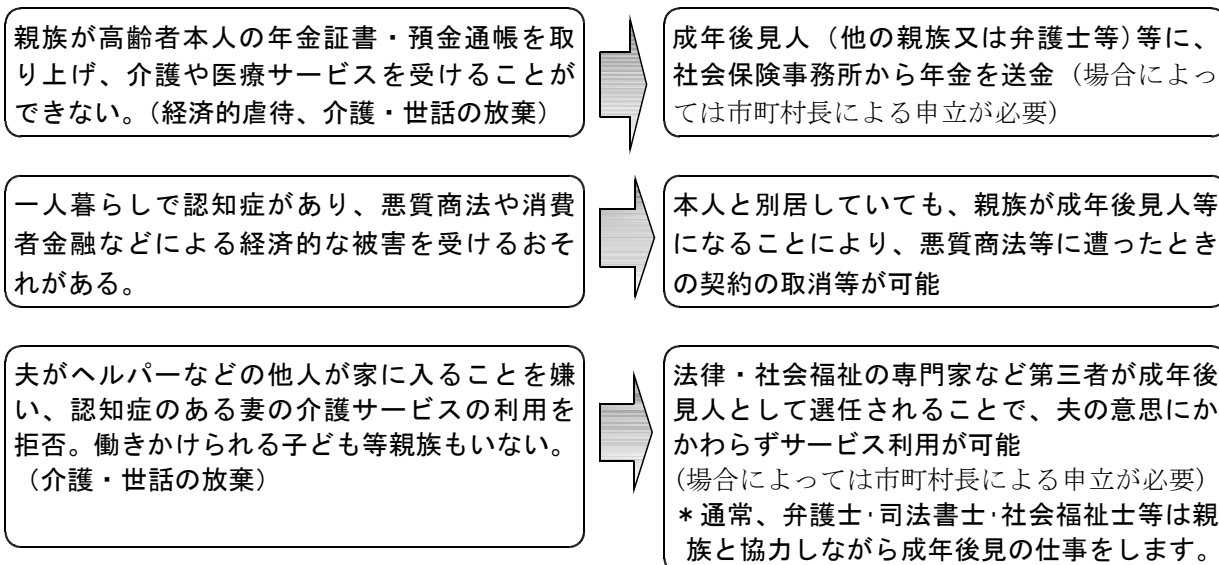 親族が高齢者本人の年金証書・預金通帳を取
り上げ、介護や医療サービスを受けることが
できない。（経済的虐待、介護・世話の放棄）
成年後見人（他の親族又は弁護士等）等に、
社会保険事務所から年金を送金（場合によっ
ては市町村長による申立が必要）
一人暮らしで認知症があり、悪質商法や消費
者金融などによる経済的な被害を受けるおそ
れがある。
本人と別居していても、親族が成年後見人等
になることにより、悪質商法等に遭ったとき
の契約の取消等が可能
夫がヘルパーなどの他人が家に入ることを嫌
い、認知症のある妻の介護サービスの利用を
拒否。働きかけられる子ども等親族もいない。
（介護・世話の放棄）
法律・社会福祉の専門家など第三者が成年後
見人として選任されることで、夫の意思にか
かわらずサービス利用が可能
（場合によっては市町村長による申立が必要）
＊通常、弁護士・司法書士・社会福祉士等は親
族と協力しながら成年後見の仕事をします。